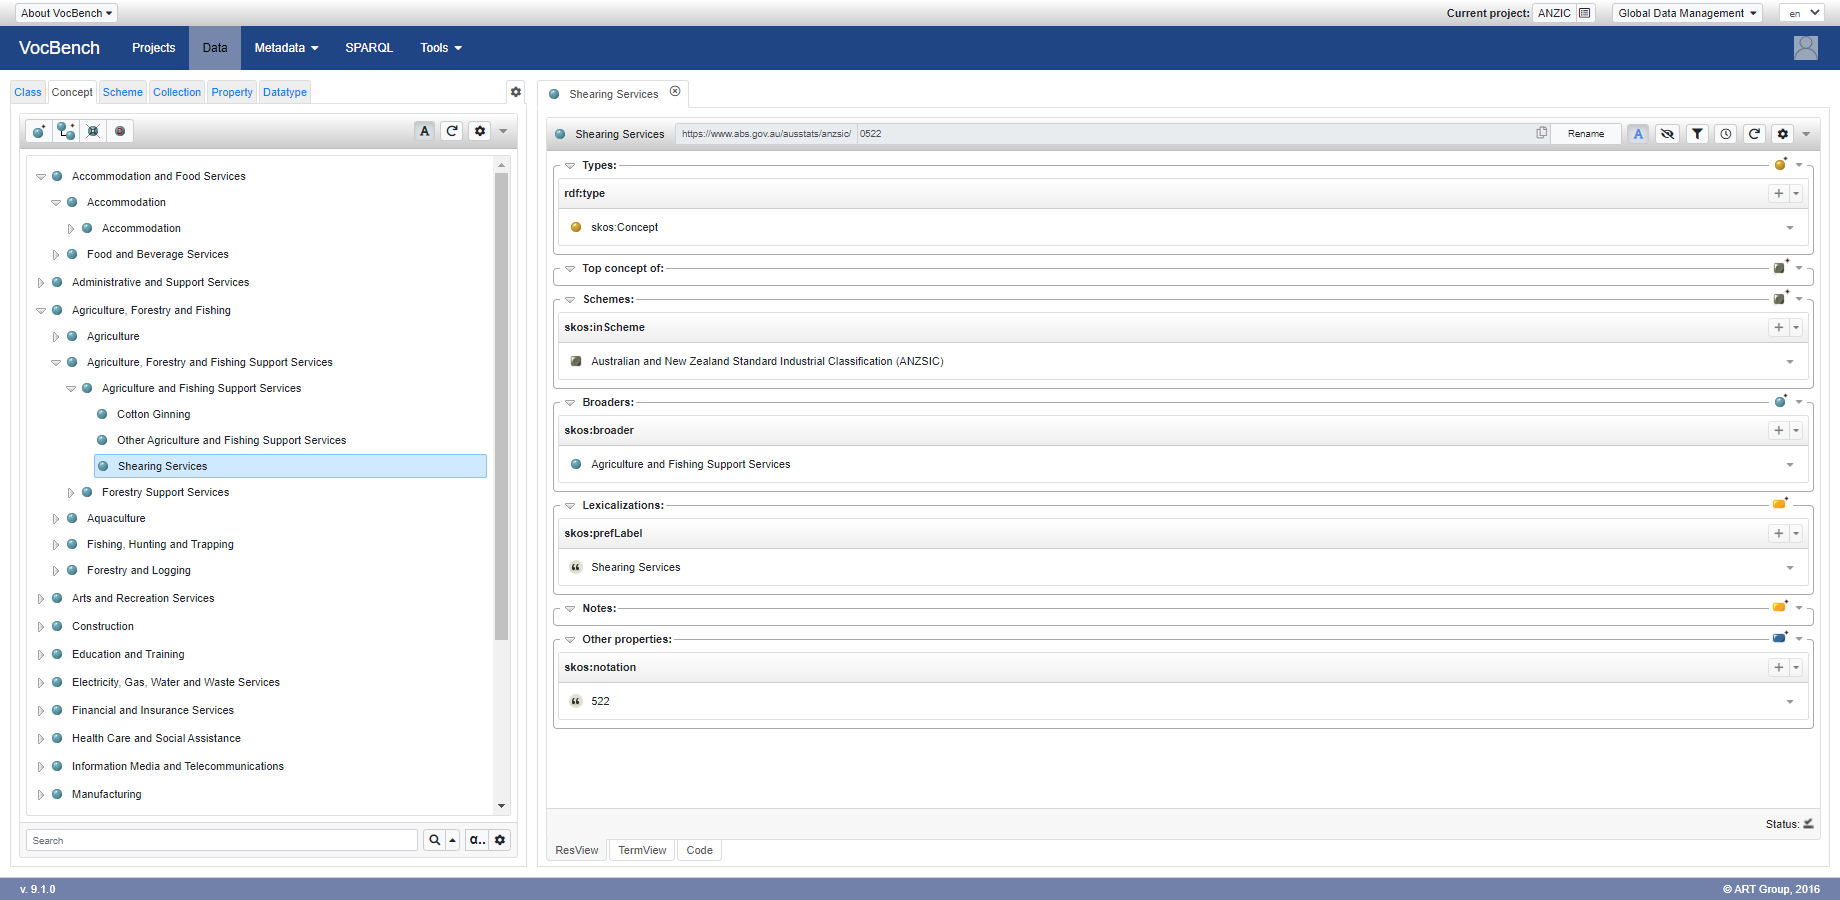 About VocBench
Current project: ANZIC Global Data Management en
VocBench Projects Data Metadata SPARQL Tools
Class Concept Scheme Collection Property Datatype
A
Accommodation and Food Services
Accommodation
Accommodation
Food and Beverage Services
Administrative and Support Services
Agriculture, Forestry and Fishing
Agriculture
Agriculture, Forestry and Fishing Support Services
Agriculture and Fishing Support Services
Cotton Ginning
Other Agriculture and Fishing Support Services
Shearing Services
Forestry Support Services
Aquaculture
Fishing, Hunting and Trapping
Forestry and Logging
Arts and Recreation Services
Construction
Education and Training
Electricity, Gas, Water and Waste Services
Financial and Insurance Services
Health Care and Social Assistance
Information Media and Telecommunications
Manufacturing
Search α..
Shearing Services
Shearing Services https://www.abs.gov.au/ausstats/anzsic/ 0522 Rename A
Types:
rdf:type
skos:Concept
Top concept of:
Schemes:
skos:inScheme
Australian and New Zealand Standard Industrial Classification (ANZSIC)
Broaders:
skos:broader
Agriculture and Fishing Support Services
Lexicalizations:
skos:prefLabel
Shearing Services
Notes:
Other properties:
skos:notation
522
Status:
ResView TermView Code
v. 9.1.0
© ART Group, 2016